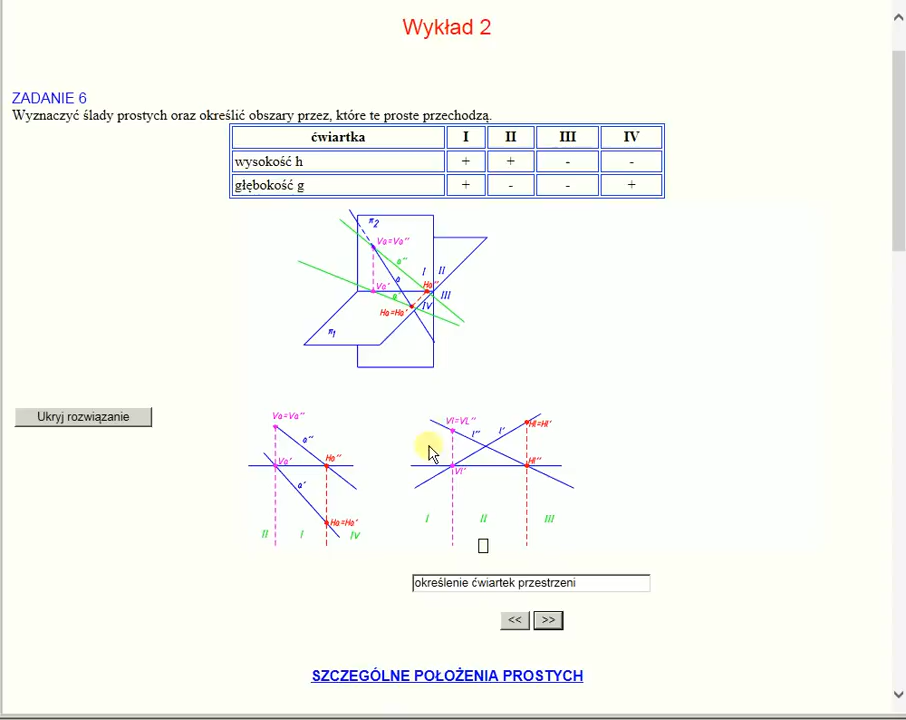 Wykład 2
ZADANIE 6
Wyznaczyć ślady prostych oraz określić obszary przez, które te proste przechodzą.
ćwiartka I II III IV
wysokość h + + - -
głębokość g + - - +
π2
Va=Va"
a" I II
a
Va' Ha"
a' III
Ha=Ha' IV
π1
Ukryj rozwiązanie
Va=Va"
a"
Va' Ha"
a'
Ha=Ha'
II I IV
Vl=VL" Hl=Hl'
l" l'
Vl' Hl"
I II III
określenie ćwiartek przestrzeni
<< >>
SZCZEGÓLNE POŁOŻENIA PROSTYCH